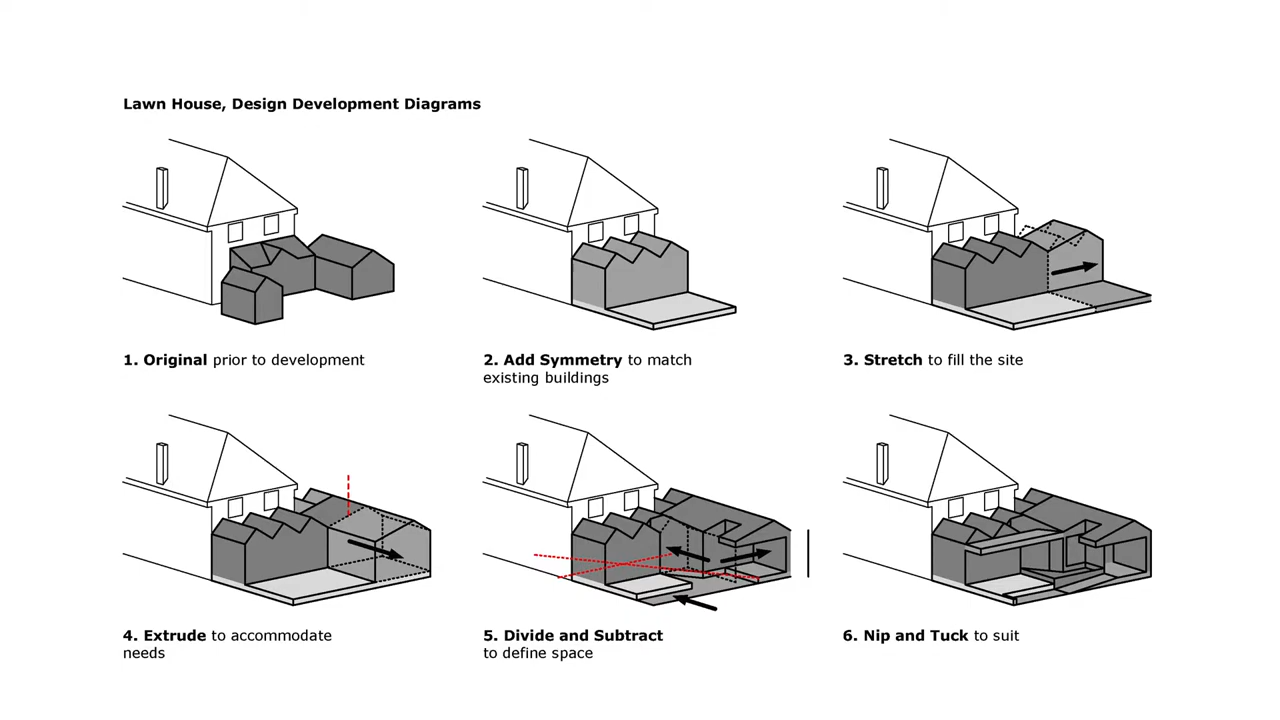 Lawn House, Design Development Diagrams
1. Original prior to development
2. Add Symmetry to match
existing buildings
3. Stretch to fill the site
4. Extrude to accommodate
needs
5. Divide and Subtract
to define space
6. Nip and Tuck to suit